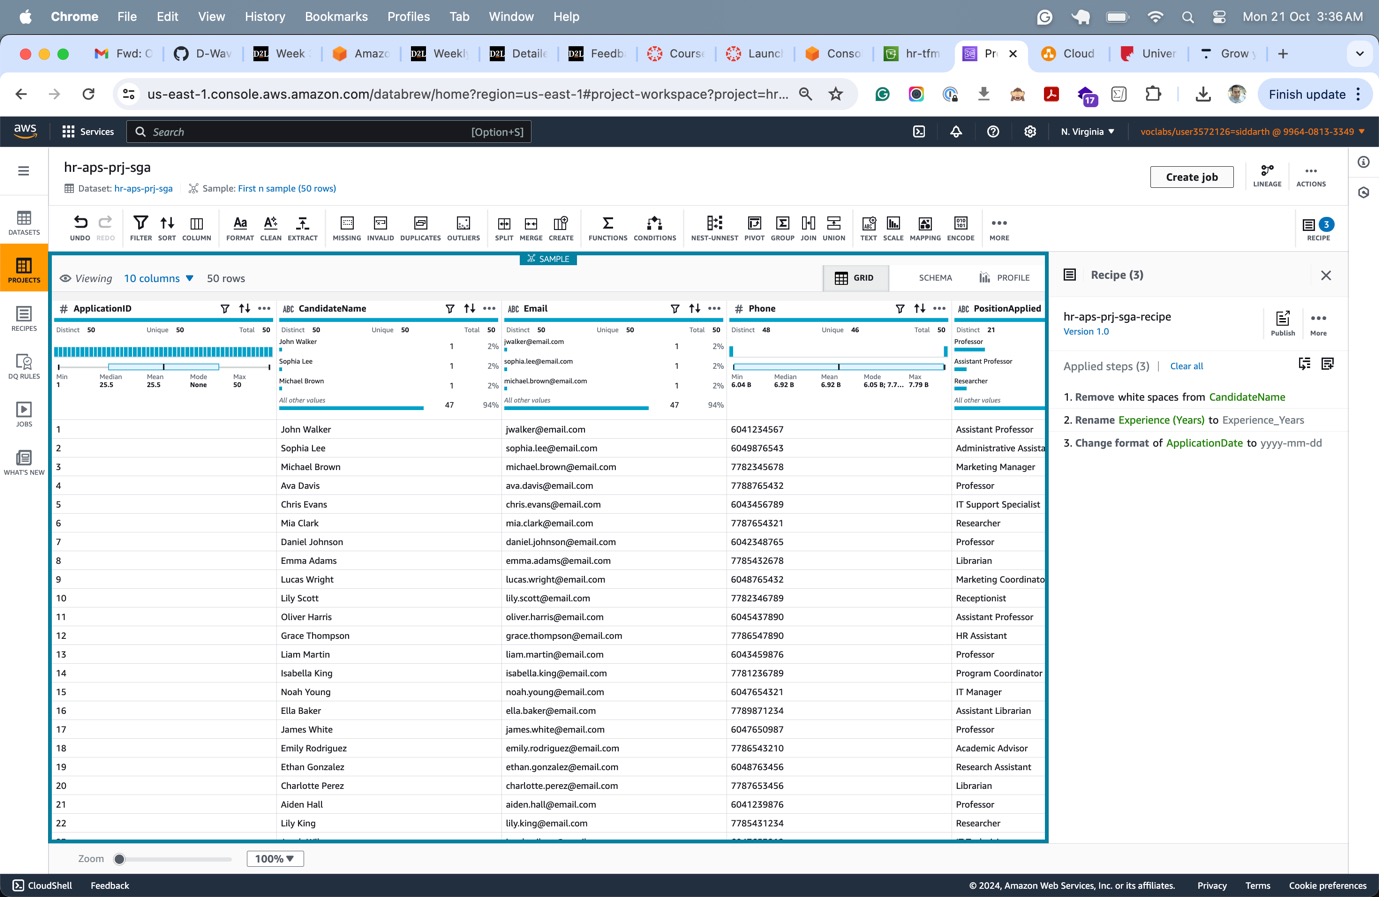 Chrome File Edit View History Bookmarks Profiles Tab Window Help Mon 21 Oct 3:36 AM
Fwd: C D-Wav Week Amazo Weekly Detaile Feedb Course Launc Conso hr-tfm Pr Cloud Univer Grow
us-east-1.console.aws.amazon.com/databrew/home?region=us-east-1#project-workspace?project=hr... 17 Finish update
aws Services Search [Option+S] N. Virginia voclabs/user3572126=siddarth @ 9964-0813-3349
hr-aps-prj-sga
Dataset: hr-aps-prj-sga Sample: First n sample (50 rows)
Create job LINEAGE ACTIONS
DATASETS
PROJECTS
RECIPES
DQ RULES
JOBS
WHAT'S NEW
UNDO REDO FILTER SORT COLUMN FORMAT CLEAN EXTRACT MISSING INVALID DUPLICATES OUTLIERS SPLIT MERGE CREATE FUNCTIONS CONDITIONS NEST-UNNEST PIVOT GROUP JOIN UNION TEXT SCALE MAPPING ENCODE MORE 3 RECIPE
SAMPLE
Viewing 10 columns 50 rows GRID SCHEMA PROFILE
# ApplicationID ABC CandidateName ABC Email # Phone ABC PositionApplied
Distinct 50 Unique 50 Total 50 Distinct 50 Unique 50 Total 50 Distinct 50 Unique 50 Total 50 Distinct 48 Unique 46 Total 50 Distinct 21
John Walker 1 2% jwalker@email.com 1 2% Professor
Sophia Lee 1 2% sophia.lee@email.com 1 2% Assistant Professor
Min Median Mean Mode Max Michael Brown 1 2% michael.brown@email.com 1 2% Min Median Mean Mode Max Researcher
1 25.5 25.5 None 50 6.04 B 6.92 B 6.92 B 6.05 B; 7.7... 7.79 B
All other values 47 94% All other values 47 94% All other values
1 John Walker jwalker@email.com 6041234567 Assistant Professor
2 Sophia Lee sophia.lee@email.com 6049876543 Administrative Assista
3 Michael Brown michael.brown@email.com 7782345678 Marketing Manager
4 Ava Davis ava.davis@email.com 7788765432 Professor
5 Chris Evans chris.evans@email.com 6043456789 IT Support Specialist
6 Mia Clark mia.clark@email.com 7787654321 Researcher
7 Daniel Johnson daniel.johnson@email.com 6042348765 Professor
8 Emma Adams emma.adams@email.com 7785432678 Librarian
9 Lucas Wright lucas.wright@email.com 6048765432 Marketing Coordinato
10 Lily Scott lily.scott@email.com 7782346789 Receptionist
11 Oliver Harris oliver.harris@email.com 6045437890 Assistant Professor
12 Grace Thompson grace.thompson@email.com 7786547890 HR Assistant
13 Liam Martin liam.martin@email.com 6043459876 Professor
14 Isabella King isabella.king@email.com 7781236789 Program Coordinator
15 Noah Young noah.young@email.com 6047654321 IT Manager
16 Ella Baker ella.baker@email.com 7789871234 Assistant Librarian
17 James White james.white@email.com 6047650987 Professor
18 Emily Rodriguez emily.rodriguez@email.com 7786543210 Academic Advisor
19 Ethan Gonzalez ethan.gonzalez@email.com 6048763456 Research Assistant
20 Charlotte Perez charlotte.perez@email.com 7787653456 Librarian
21 Aiden Hall aiden.hall@email.com 6041239876 Professor
22 Lily King lily.king@email.com 7785431234 Researcher
Recipe (3)
hr-aps-prj-sga-recipe
Version 1.0
Publish More
Applied steps (3) Clear all
1. Remove white spaces from CandidateName
2. Rename Experience (Years) to Experience_Years
3. Change format of ApplicationDate to yyyy-mm-dd
Zoom 100%
CloudShell Feedback © 2024, Amazon Web Services, Inc. or its affiliates. Privacy Terms Cookie preferences